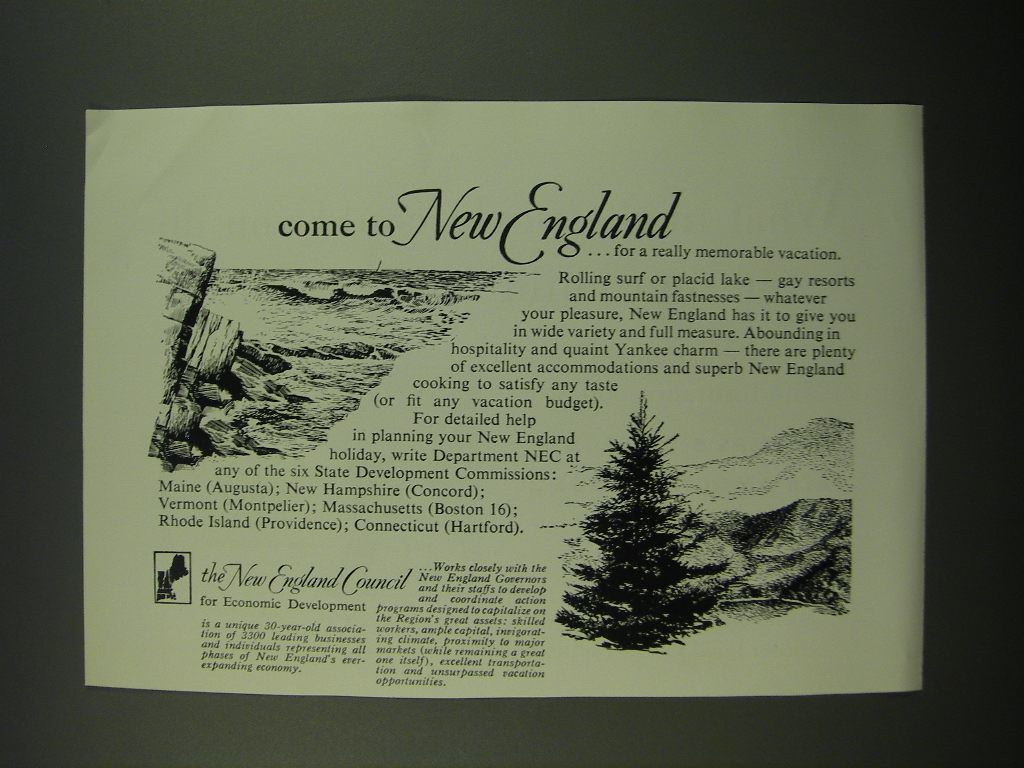 come to New England
... for a really memorable vacation.
Rolling surf or placid lake — gay resorts
and mountain fastnesses — whatever
your pleasure, New England has it to give you
in wide variety and full measure. Abounding in
hospitality and quaint Yankee charm — there are plenty
of excellent accommodations and superb New England
cooking to satisfy any taste
(or fit any vacation budget).
For detailed help
in planning your New England
holiday, write Department NEC at
any of the six State Development Commissions:
Maine (Augusta); New Hampshire (Concord);
Vermont (Montpelier); Massachusetts (Boston 16);
Rhode Island (Providence); Connecticut (Hartford).
the New England Council
for Economic Development
is a unique 30-year-old associa-
tion of 3300 leading businesses
and individuals representing all
phases of New England's ever-
expanding economy.
...Works closely with the
New England Governors
and their staffs to develop
and coordinate action
programs designed to capitalize on
the Region's great assets: skilled
workers, ample capital, invigorat-
ing climate, proximity to major
markets (while remaining a great
one itself), excellent transporta-
tion and unsurpassed vacation
opportunities.